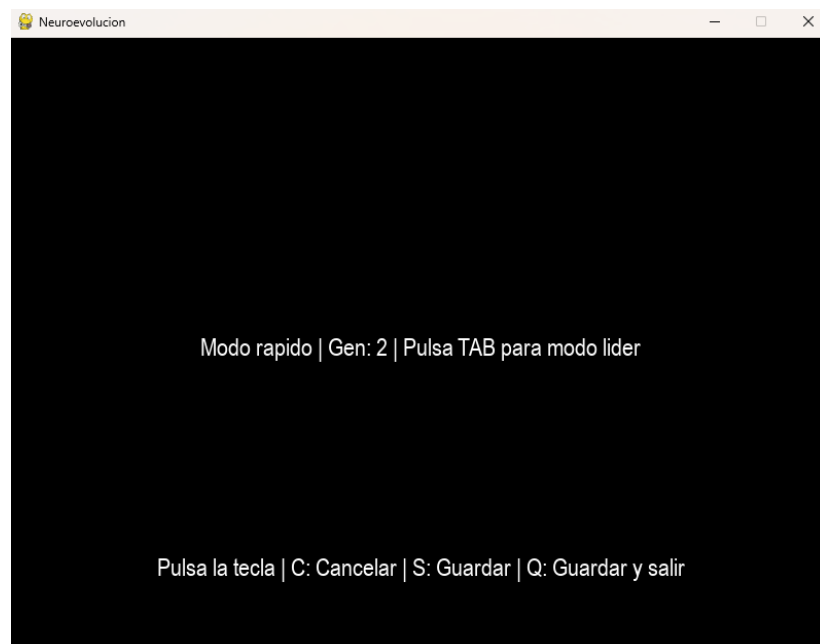 Neuroevolucion
Modo rapido | Gen: 2 | Pulsa TAB para modo lider
Pulsa la tecla | C: Cancelar | S: Guardar | Q: Guardar y salir